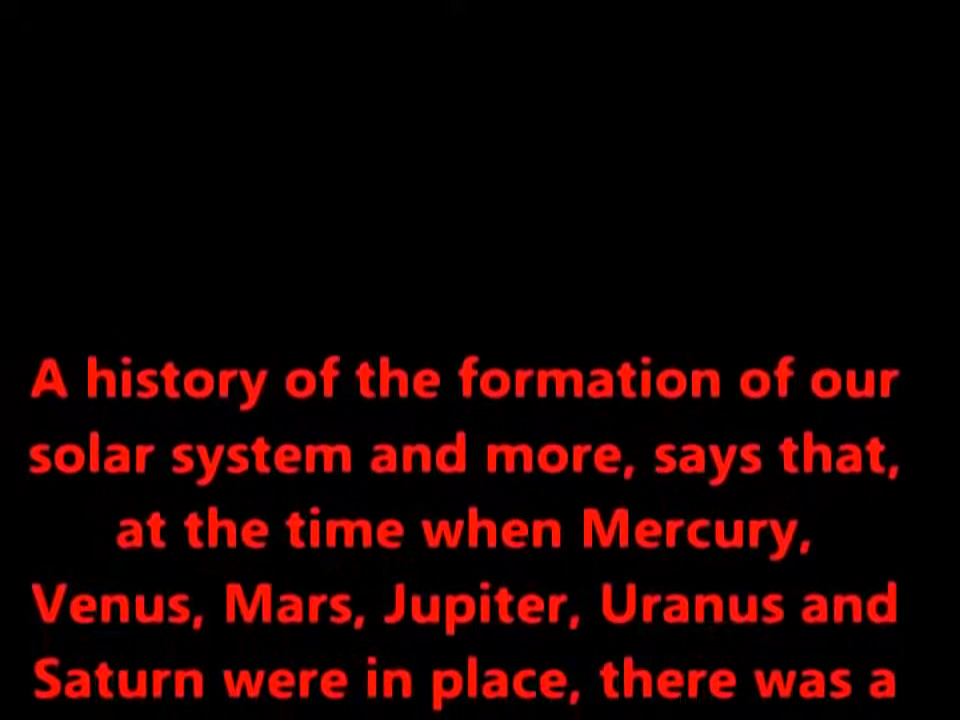 A history of the formation of our
solar system and more, says that,
at the time when Mercury,
Venus, Mars, Jupiter, Uranus and
Saturn were in place, there was a